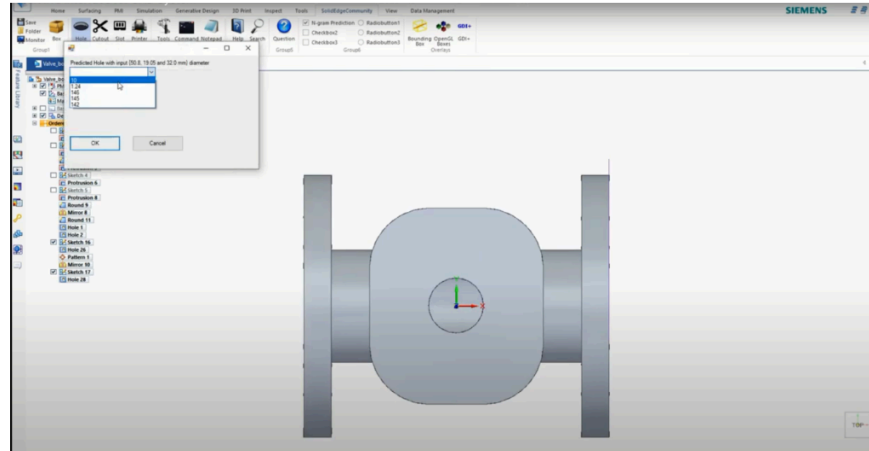 Home Surfacing PMI Simulation Generative Design 3D Print Inspect Tools SolidEdgeCommunity View Data Management
SIEMENS
Save
Folder
Monitor
Box
Hole Cutout Slot Printer Tools Command Notepad Help Search Question
N-gram Prediction
Checkbox2
Checkbox3
Radiobutton1
Radiobutton2
Radiobutton3
Bounding Box
OpenGL Boxes
GDI+
GDI+
Group1
Group5
Group6
Overlays
Predicted Hole with input [50.8, 19.05 and 32.0 mm] diameter
10
1.24
146
145
142
OK Cancel
Feature Library
Sketch 4
Protrusion 6
Sketch 5
Protrusion 8
Round 9
Mirror 8
Round 11
Hole 1
Hole 2
Sketch 16
Hole 26
Pattern 1
Mirror 10
Sketch 17
Hole 28
Y
X
TOP